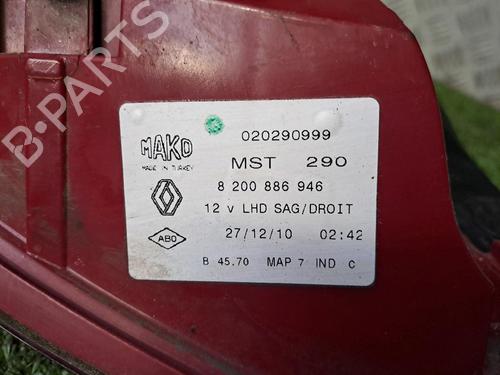 B-PARTS
020290999
MAKO
MADE IN TURKEY
MST 290
8 200 886 946
12 v LHD SAG/DROIT
ABO
27/12/10 02:42
B 45.70 MAP 7 IND C